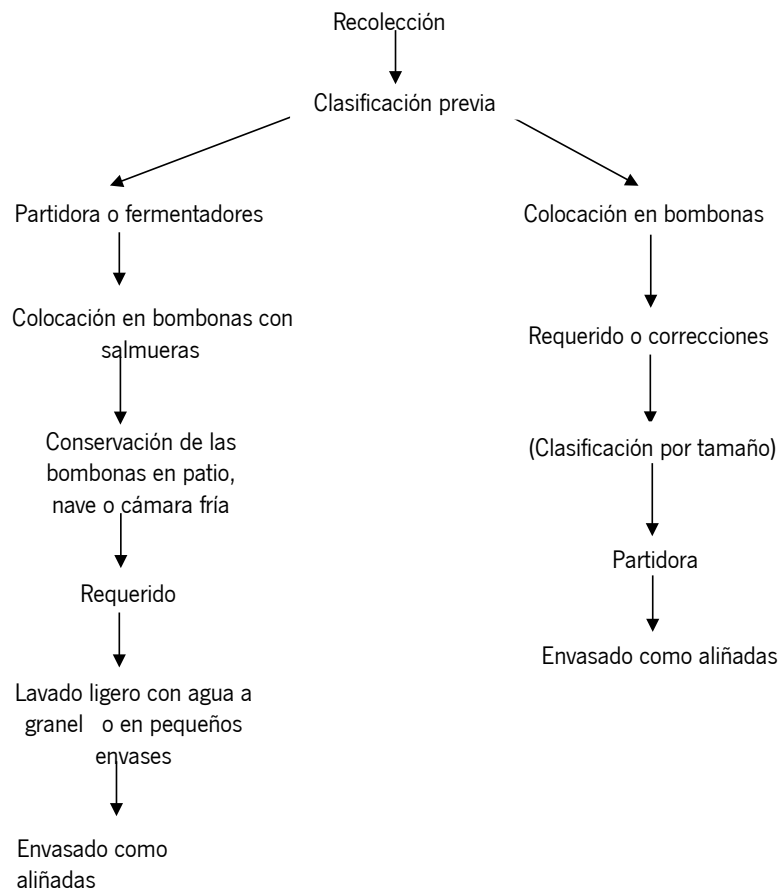 Recolección
Clasificación previa
Partidora o fermentadores
Colocación en bombonas con
salmueras
Conservación de las
bombonas en patio,
nave o cámara fría
Requerido
Lavado ligero con agua a
granel o en pequeños
envases
Envasado como
aliñadas
Colocación en bombonas
Requerido o correcciones
(Clasificación por tamaño)
Partidora
Envasado como aliñadas